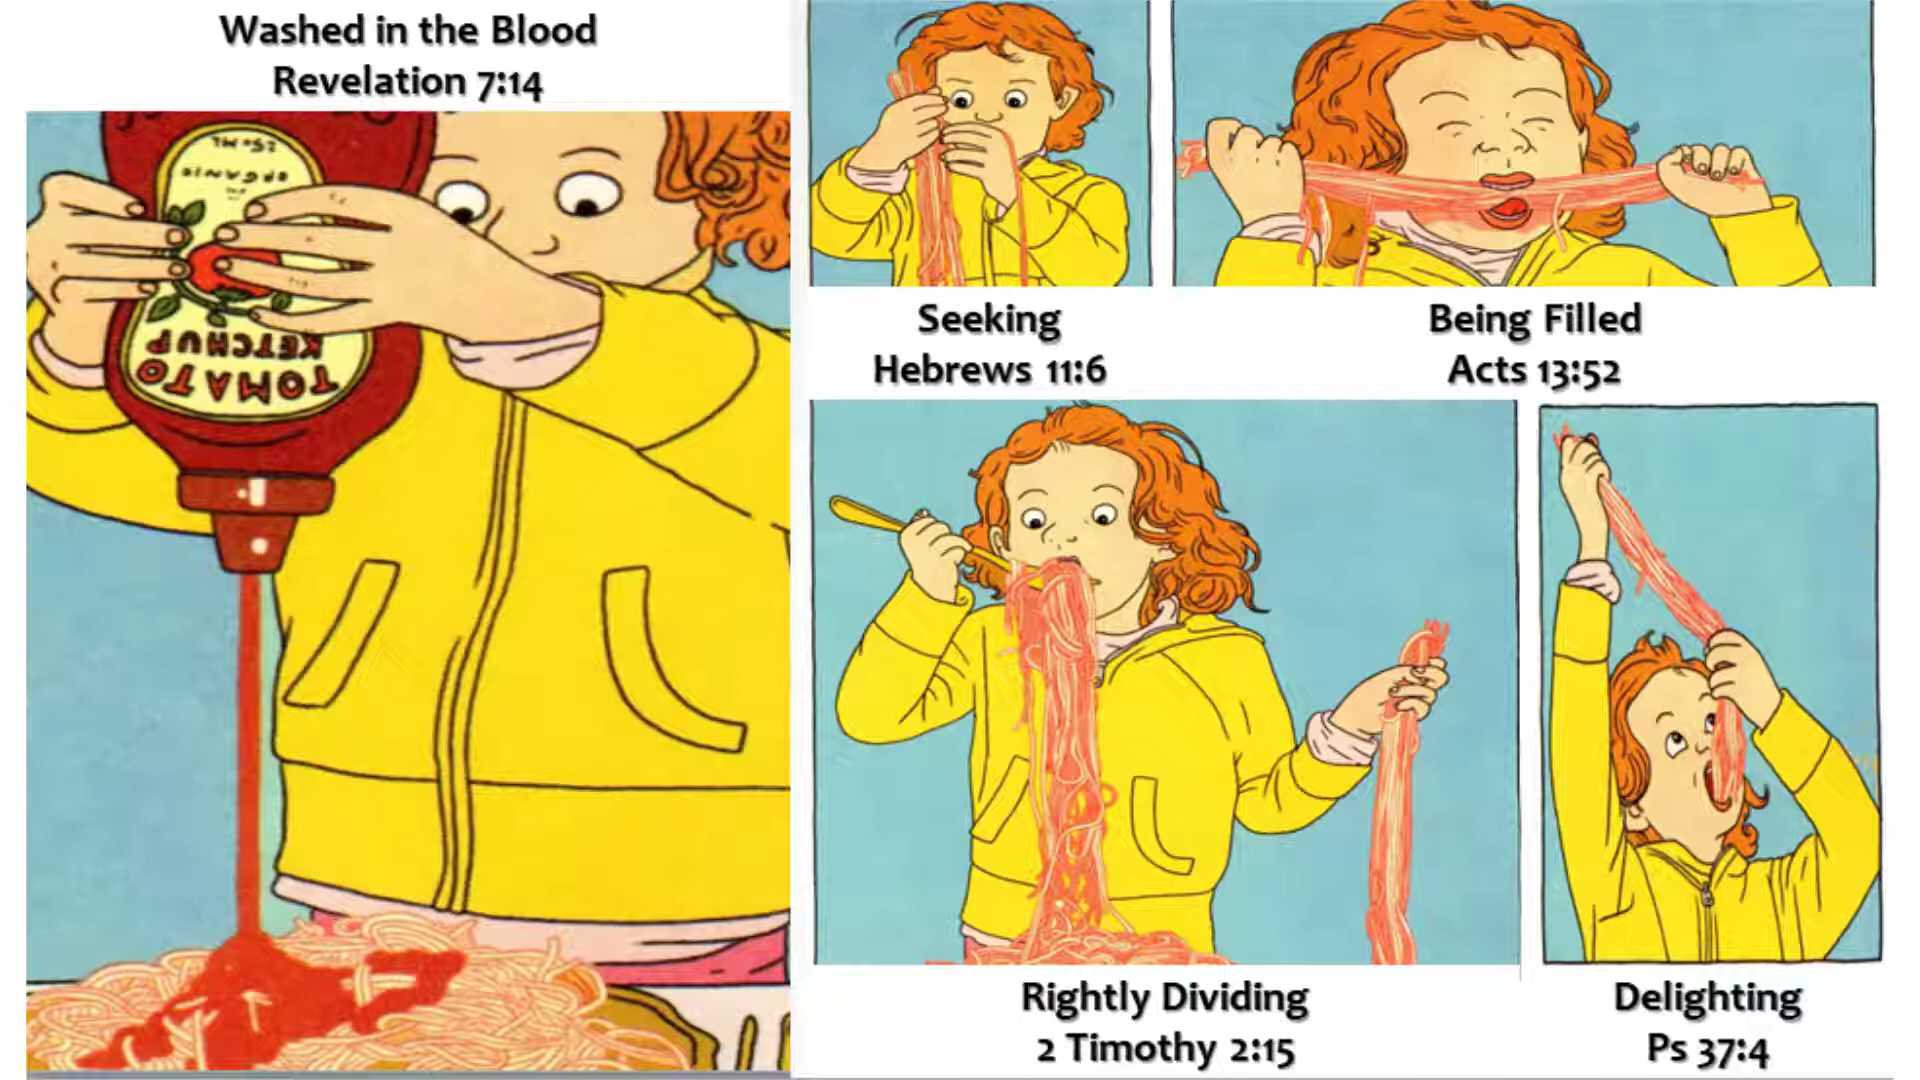 Washed in the Blood
Revelation 7:14
TOMATO
KETCHUP
ORGANIC
Seeking
Hebrews 11:6
Being Filled
Acts 13:52
Rightly Dividing
2 Timothy 2:15
Delighting
Ps 37:4